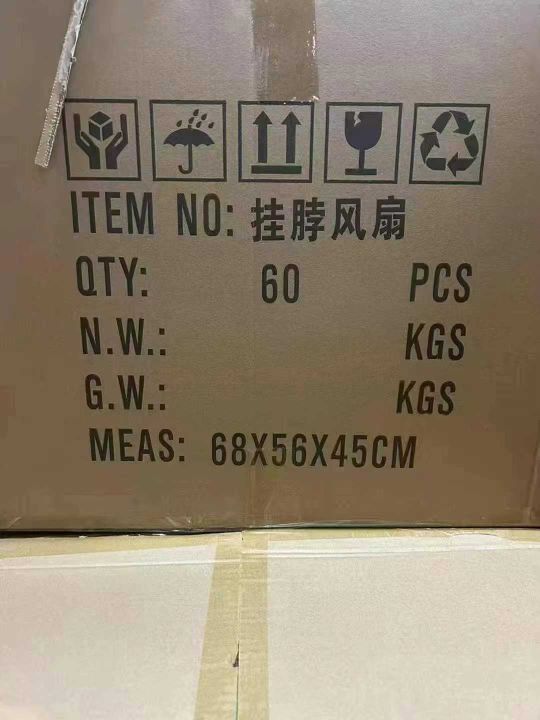 ITEM NO: 挂脖风扇
QTY: 60 PCS
N.W.: KGS
G.W.: KGS
MEAS: 68X56X45CM